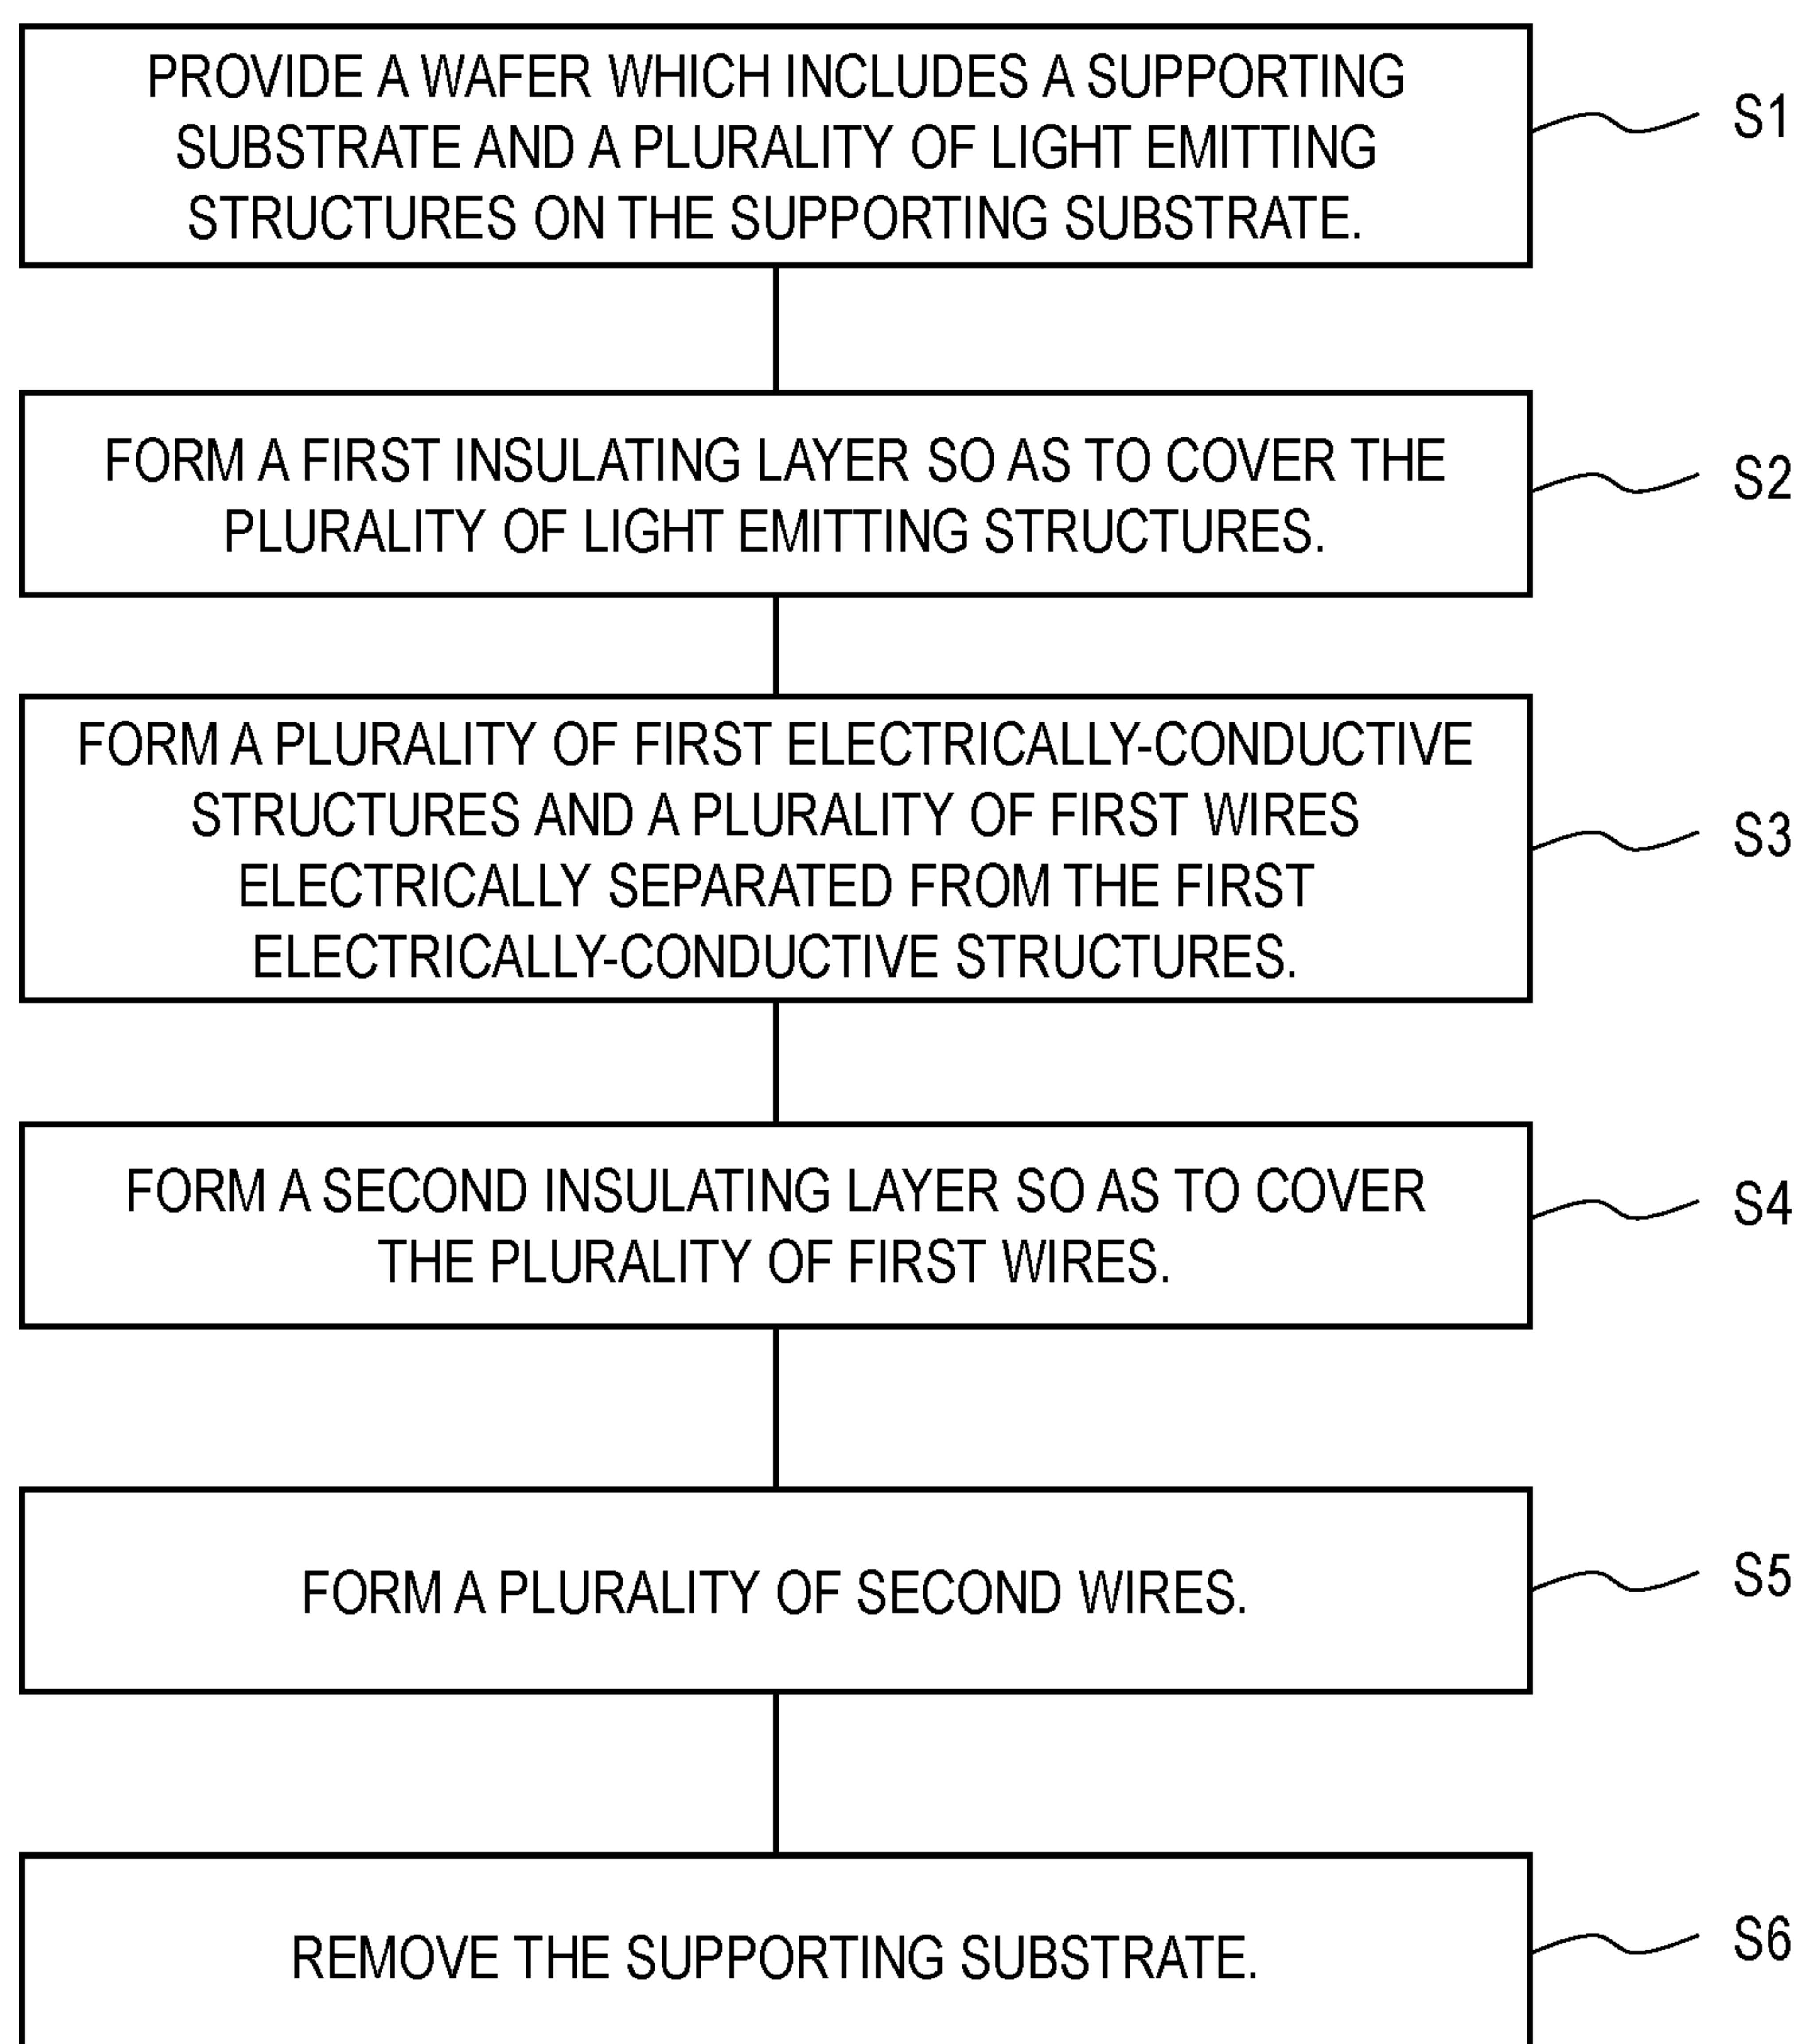 PROVIDE A WAFER WHICH INCLUDES A SUPPORTING
SUBSTRATE AND A PLURALITY OF LIGHT EMITTING
STRUCTURES ON THE SUPPORTING SUBSTRATE.
S1
FORM A FIRST INSULATING LAYER SO AS TO COVER THE
PLURALITY OF LIGHT EMITTING STRUCTURES.
S2
FORM A PLURALITY OF FIRST ELECTRICALLY-CONDUCTIVE
STRUCTURES AND A PLURALITY OF FIRST WIRES
ELECTRICALLY SEPARATED FROM THE FIRST
ELECTRICALLY-CONDUCTIVE STRUCTURES.
S3
FORM A SECOND INSULATING LAYER SO AS TO COVER
THE PLURALITY OF FIRST WIRES.
S4
FORM A PLURALITY OF SECOND WIRES.
S5
REMOVE THE SUPPORTING SUBSTRATE.
S6